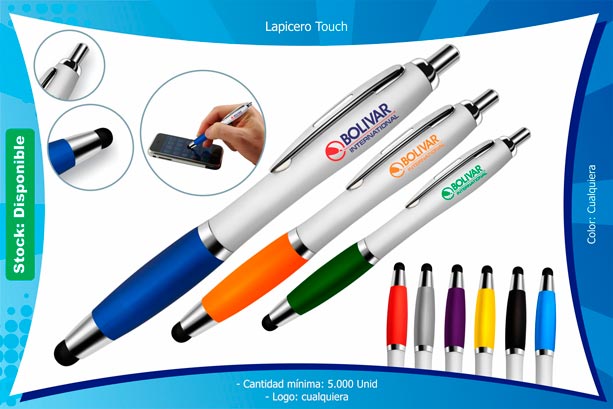 Lapicero Touch
Stock: Disponible
BOLIVAR
INTERNATIONAL
BOLIVAR
INTERNATIONAL
BOLIVAR
INTERNATIONAL
Color: Cualquiera
- Cantidad mínima: 5.000 Unid
- Logo: cualquiera